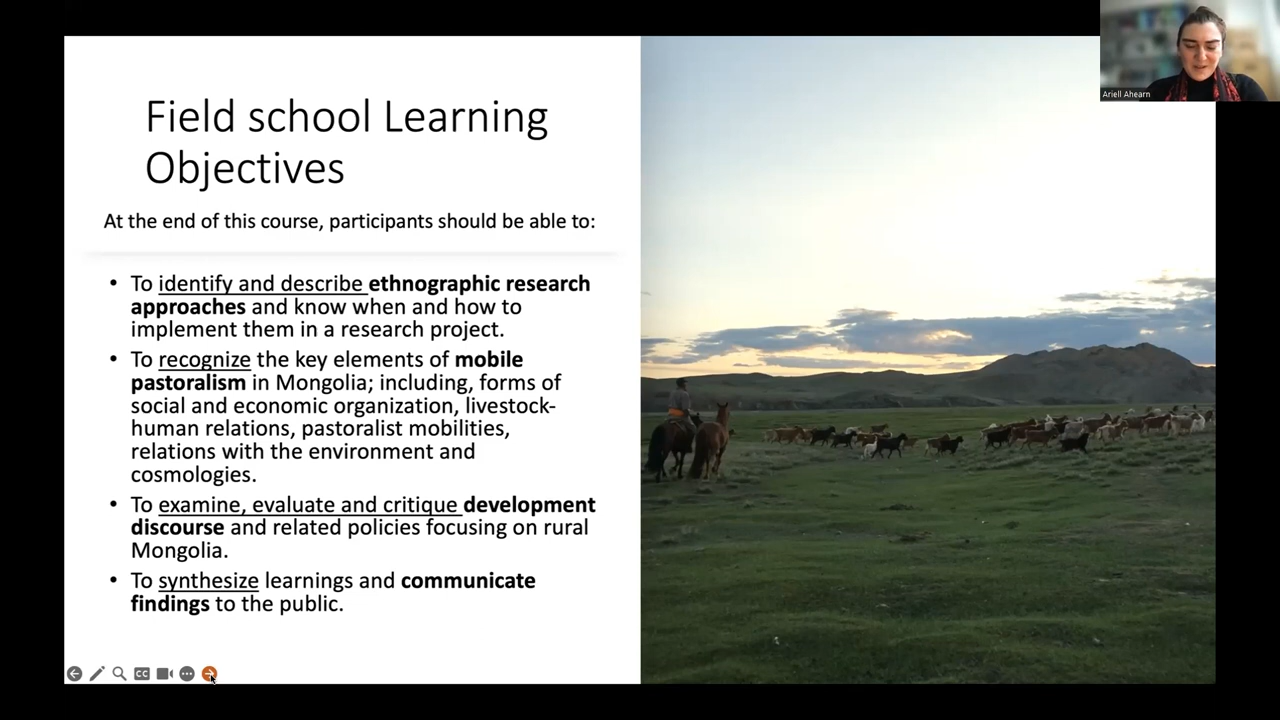 Ariell Ahearn
Field school Learning
Objectives
At the end of this course, participants should be able to:
• To identify and describe ethnographic research
approaches and know when and how to
implement them in a research project.
• To recognize the key elements of mobile
pastoralism in Mongolia; including, forms of
social and economic organization, livestock-
human relations, pastoralist mobilities,
relations with the environment and
cosmologies.
• To examine, evaluate and critique development
discourse and related policies focusing on rural
Mongolia.
• To synthesize learnings and communicate
findings to the public.
CC